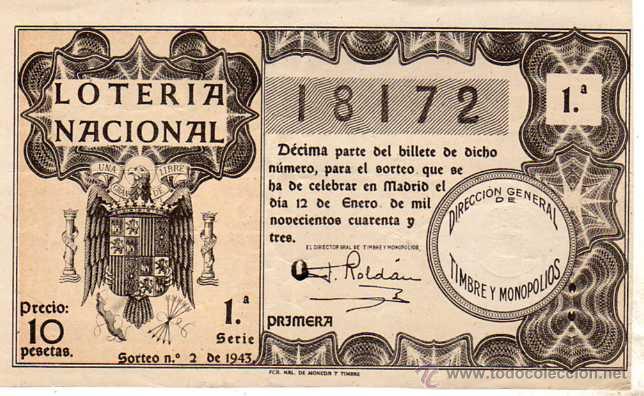 LOTERIA
NACIONAL
UNA
GRANDE
LIBRE
Precio:
10
pesetas.
1.ª
Serie
Sorteo n.º 2 de 1943
18172
Décima parte del billete de dicho
número, para el sorteo que se
ha de celebrar en Madrid el
día 12 de Enero de mil
novecientos cuarenta y
tres.
EL DIRECTOR GRAL DE TIMBRE Y MONOPOLIOS
J. Roldán
PRIMERA
1.ª
DIRECCIÓN GENERAL
DE
TIMBRE Y MONOPOLIOS
FCA. NAL. DE MONEDA Y TIMBRE
www.todocoleccion.net